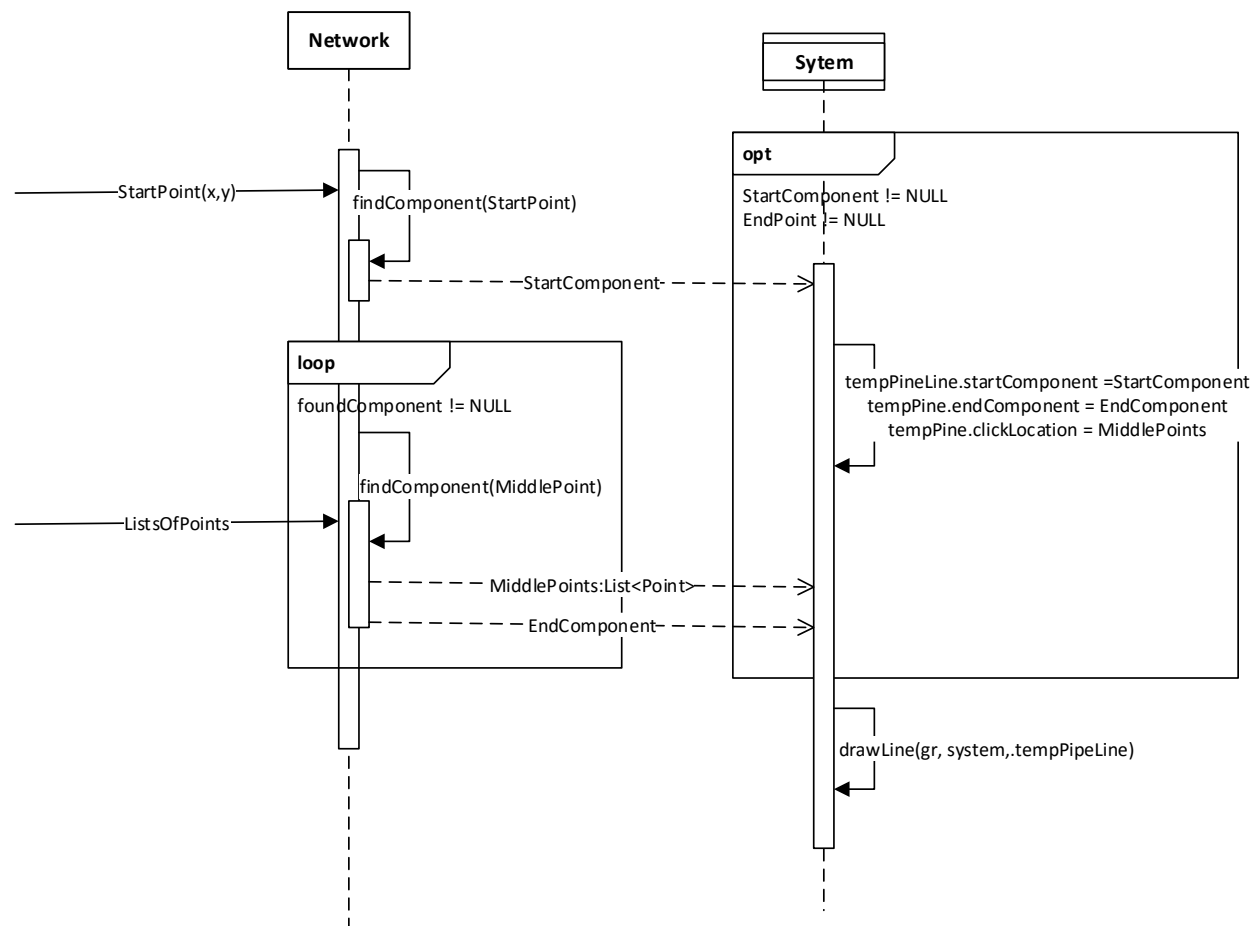 Network
Sytem
opt
StartPoint(x,y)
findComponent(StartPoint)
StartComponent != NULL
EndPoint != NULL
StartComponent
loop
foundComponent != NULL
tempPineLine.startComponent =StartComponent
tempPine.endComponent = EndComponent
tempPine.clickLocation = MiddlePoints
findComponent(MiddlePoint)
ListsOfPoints
MiddlePoints:List<Point>
EndComponent
drawLine(gr, system,.tempPipeLine)